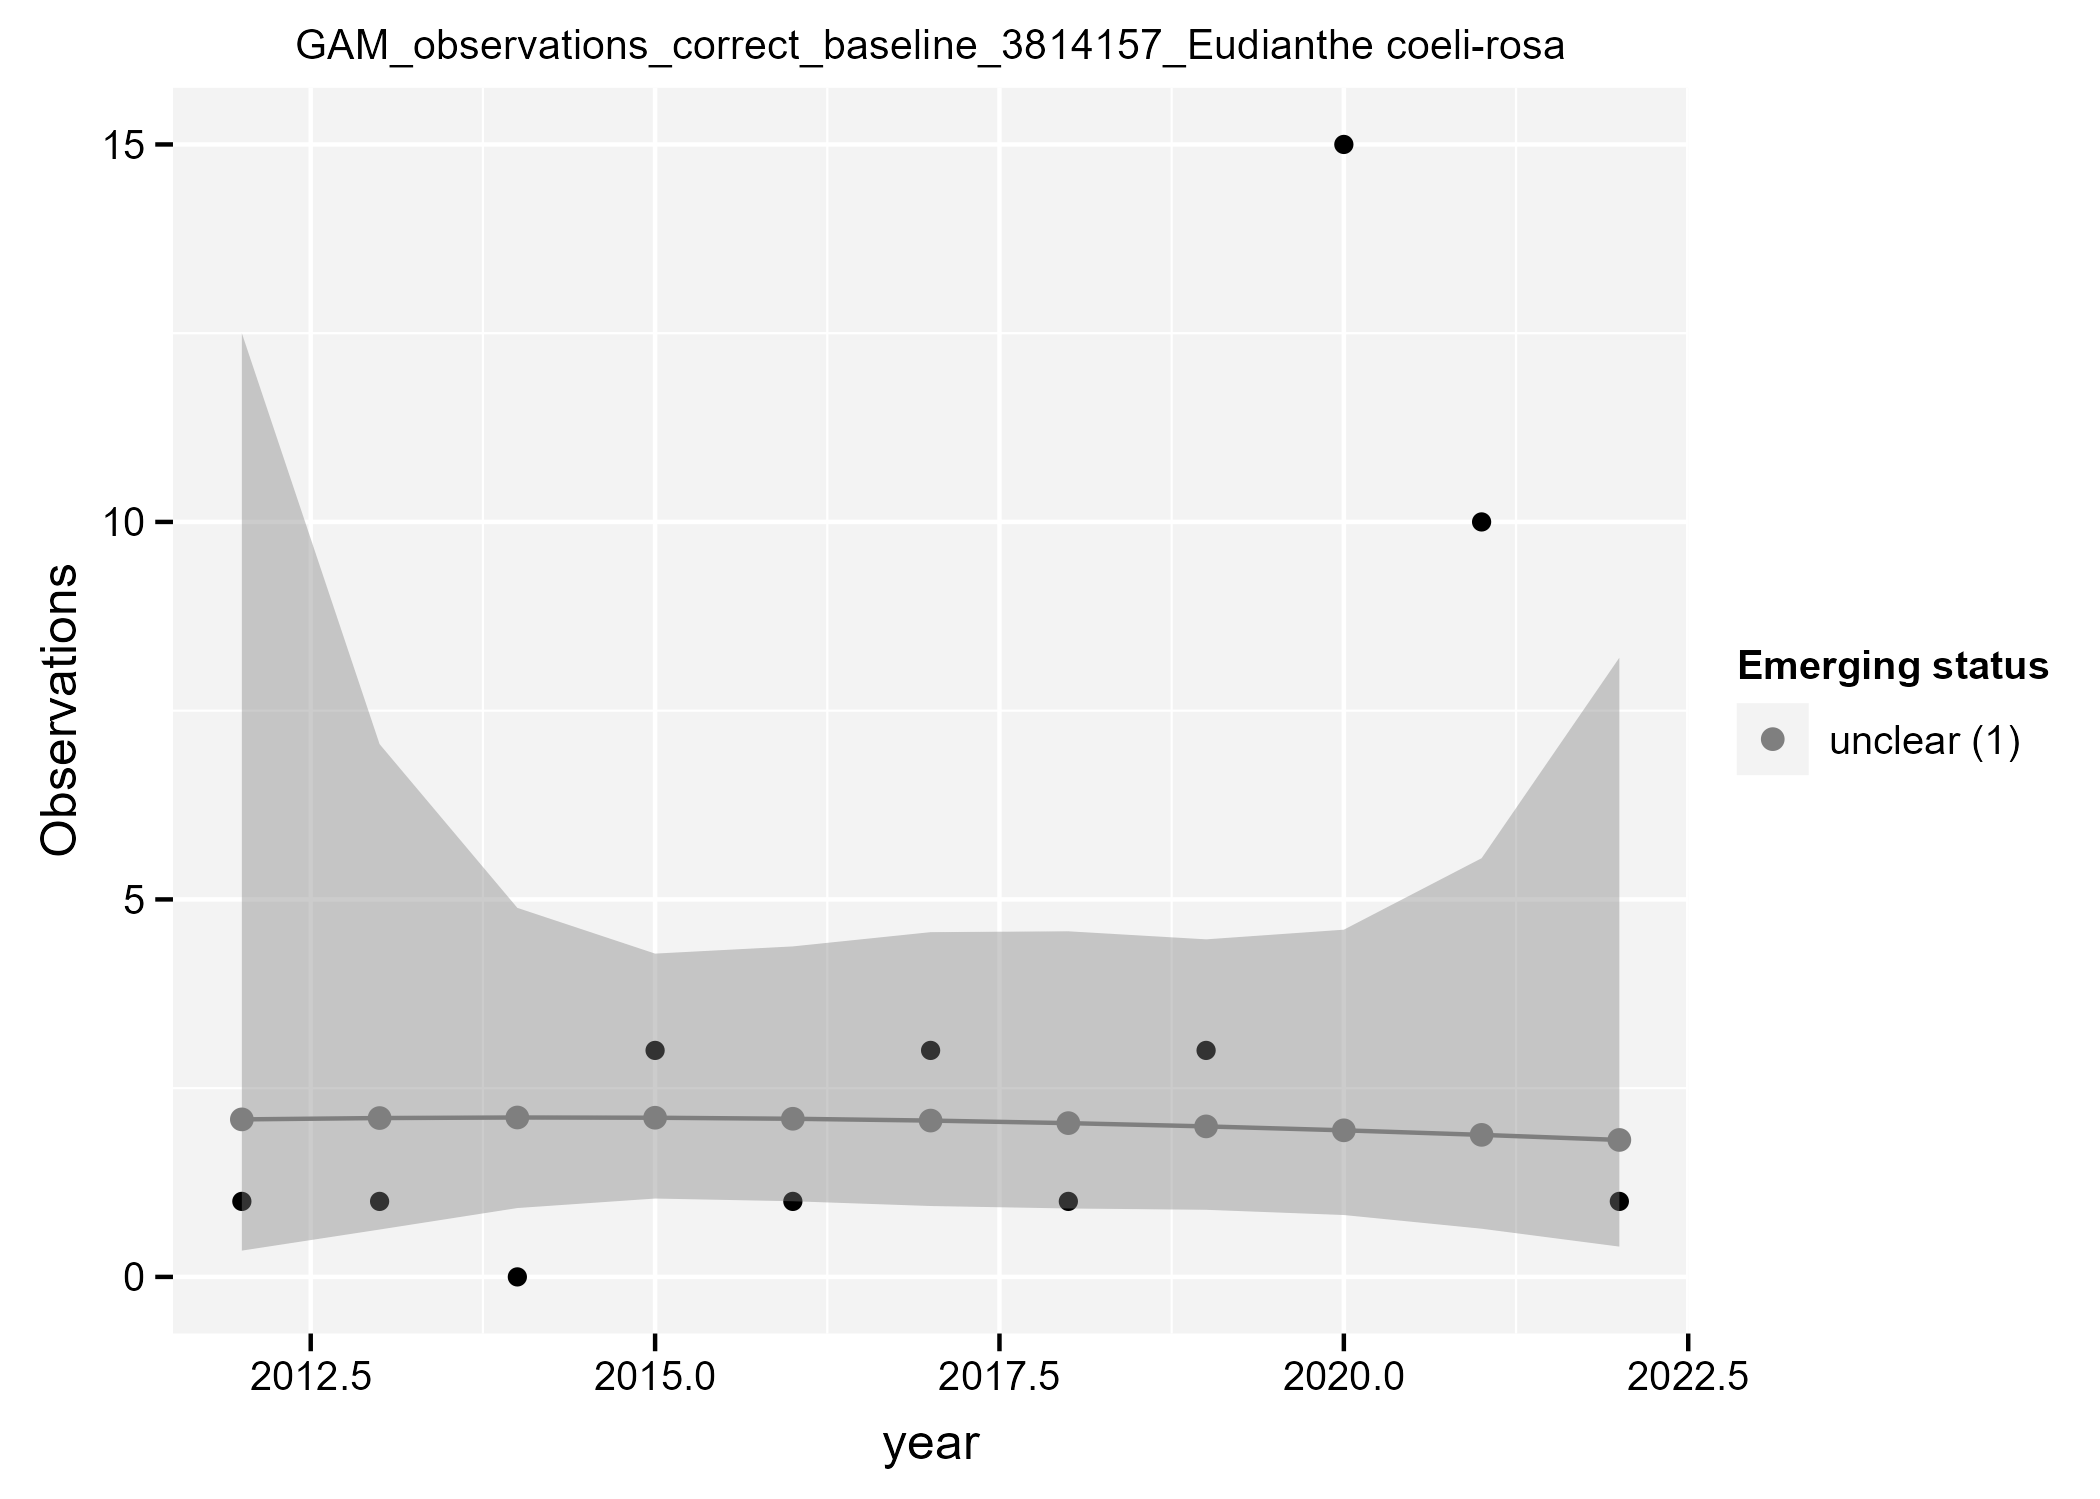 GAM_observations_correct_baseline_3814157_Eudianthe coeli-rosa
15
10
5
0
Observations
2012.5
2015.0
2017.5
2020.0
2022.5
year
Emerging status
unclear (1)